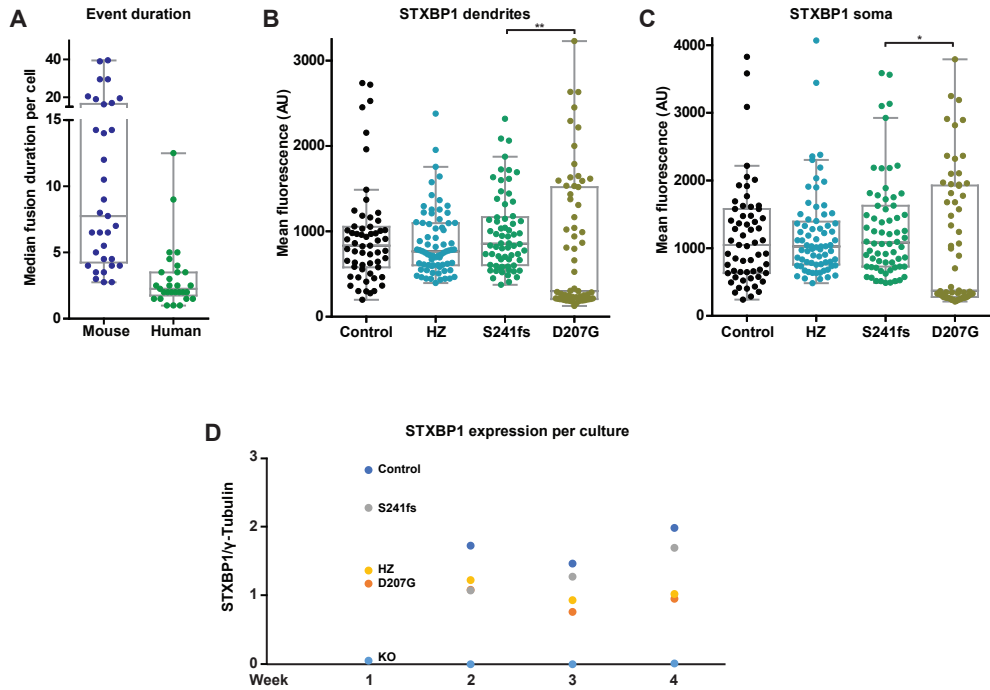 A
Event duration
Median fusion duration per cell
40
20
15
10
5
0
Mouse
Human
B
STXBP1 dendrites
**
Mean fluorescence (AU)
3000
2000
1000
0
Control
HZ
S241fs
D207G
C
STXBP1 soma
*
Mean fluorescence (AU)
4000
3000
2000
1000
0
Control
HZ
S241fs
D207G
D
STXBP1 expression per culture
STXBP1/γ-Tubulin
3
2
1
0
Control
S241fs
HZ
D207G
KO
Week
1
2
3
4